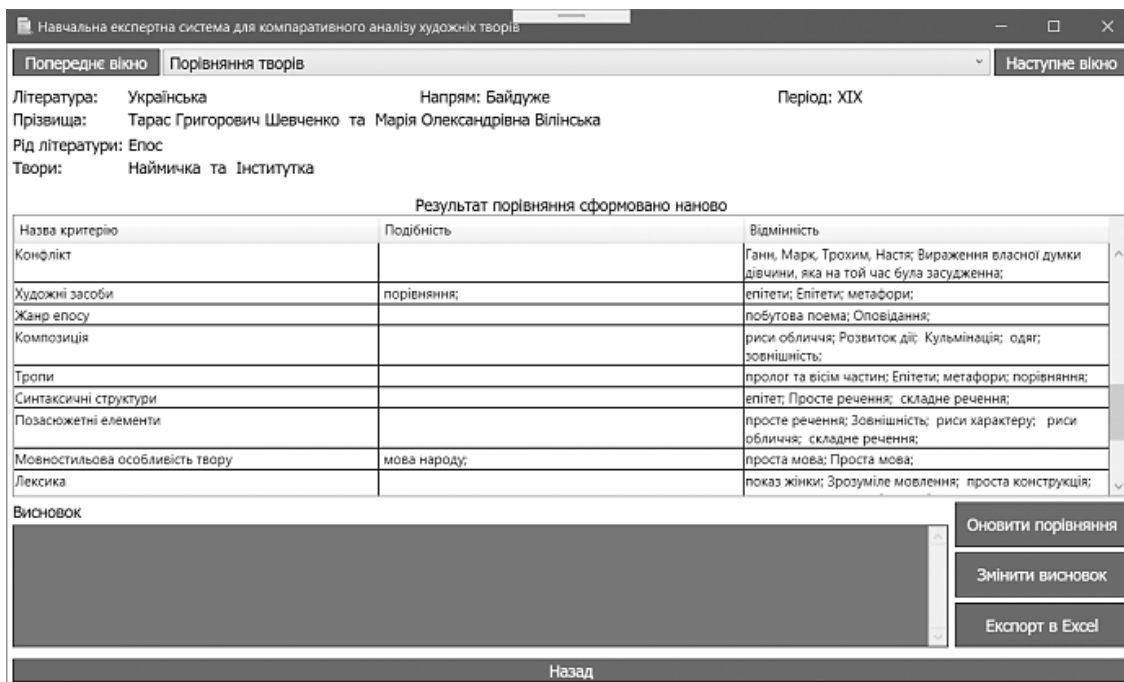 Навчальна експертна система для компаративного аналізу художніх творів
Попереднє вікно Порівняння творів Наступне вікно
Література: Українська Напрям: Байдуже Період: XIX
Прізвища: Тарас Григорович Шевченко та Марія Олександрівна Вілінська
Рід літератури: Епос
Твори: Наймичка та Інститутка
Результат порівняння сформовано наново
Назва критерію Подібність Відмінність
Конфлікт Ганн, Марк, Трохим, Настя; Вираження власної думки
дівчини, яка на той час була засудженна;
Художні засоби порівняння; епітети; Епітети; метафори;
Жанр епосу побутова поема; Оповідання;
Композиція риси обличчя; Розвиток дії; Кульмінація; одяг;
зовнішність;
Тропи пролог та вісім частин; Епітети; метафори; порівняння;
Синтаксичні структури епітет; Просте речення; складне речення;
Позасюжетні елементи просте речення; Зовнішність; риси характеру; риси
обличчя; складне речення;
Мовностильова особливість твору мова народу; проста мова; Проста мова;
Лексика показ жінки; Зрозуміле мовлення; проста конструкція;
Висновок
Оновити порівняння
Змінити висновок
Експорт в Excel
Назад